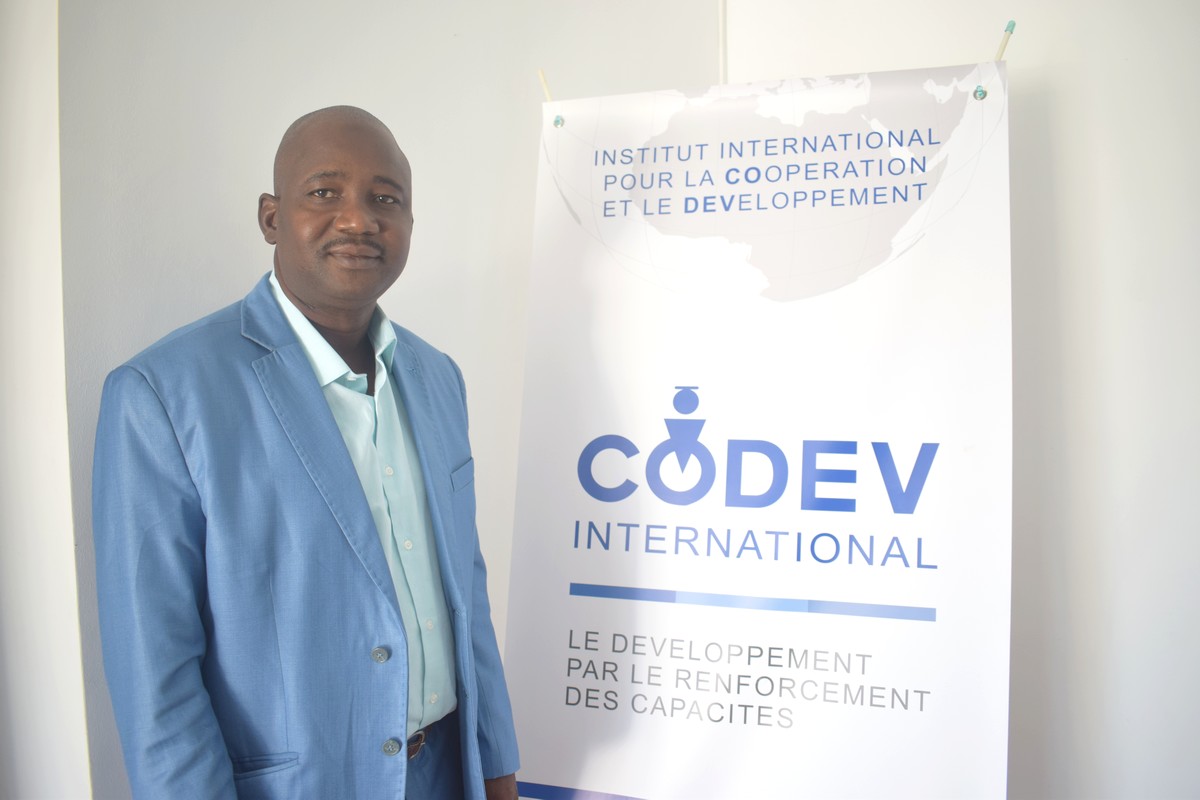 INSTITUT INTERNATIONAL
POUR LA COOPERATION
ET LE DEVELOPPEMENT
CODEV
INTERNATIONAL
LE DEVELOPPEMENT
PAR LE RENFORCEMENT
DES CAPACITES